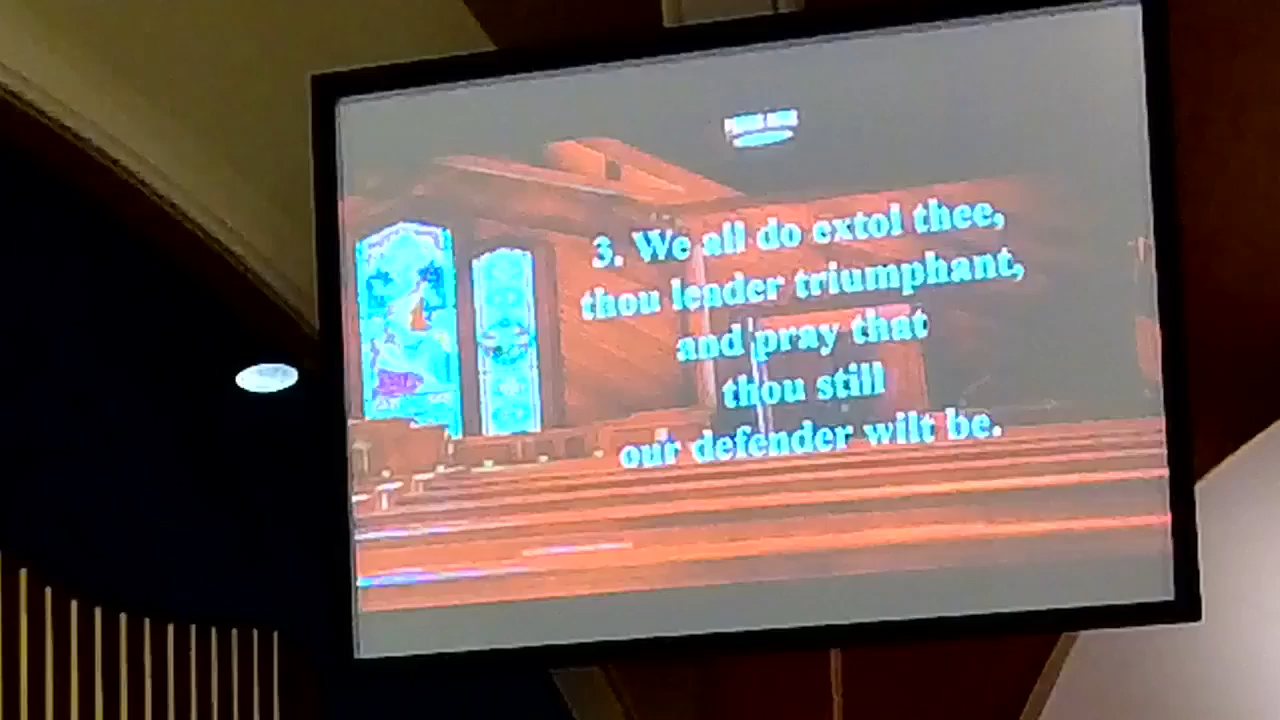 3. We all do extol thee,
thou leader triumphant,
and pray that
thou still
our defender wilt be.